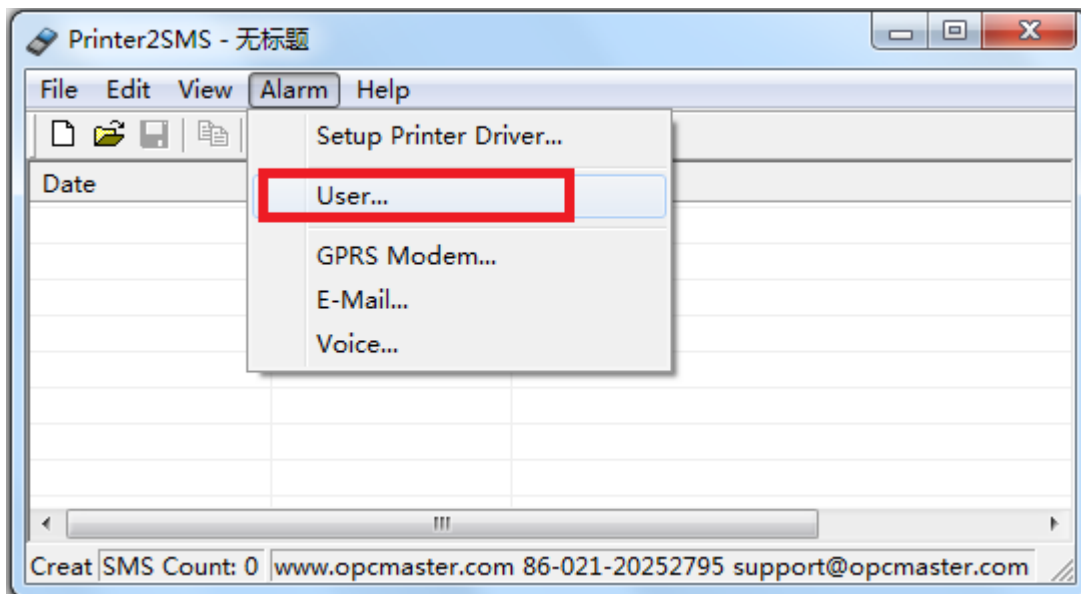 Printer2SMS - 无标题
File Edit View Alarm Help
Setup Printer Driver...
Date
User...
GPRS Modem...
E-Mail...
Voice...
Creat SMS Count: 0 www.opcmaster.com 86-021-20252795 support@opcmaster.com